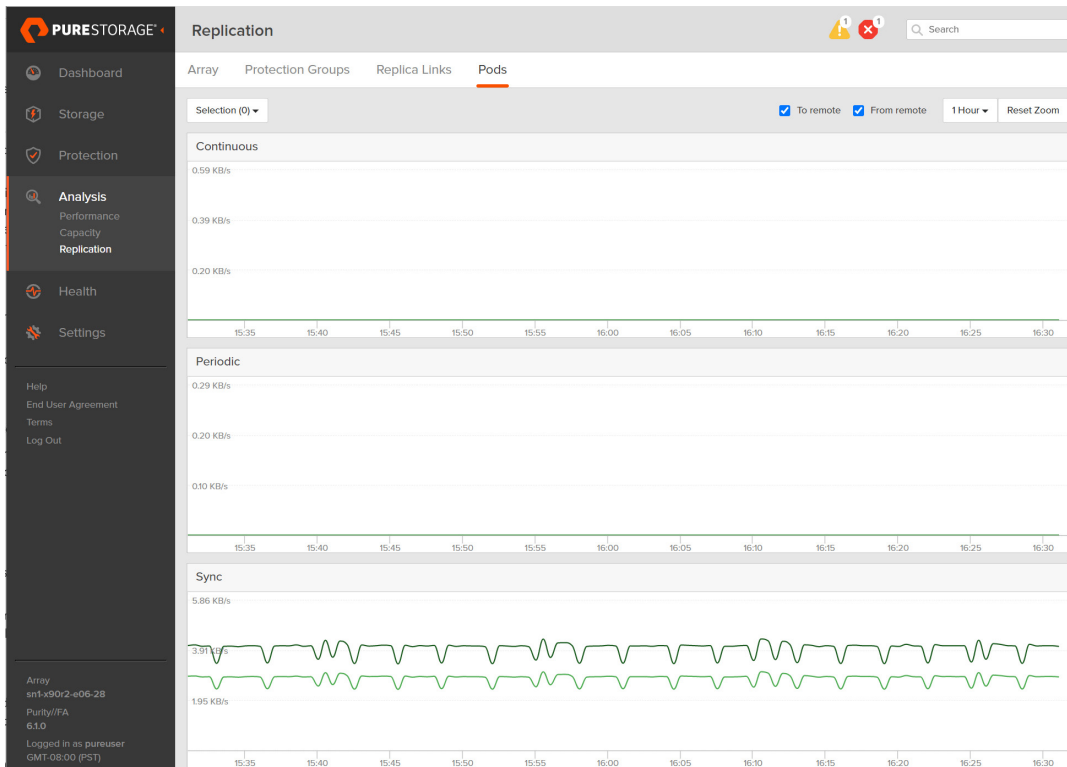 PURESTORAGE®
Dashboard
Storage
Protection
Analysis
Performance
Capacity
Replication
Health
Settings
Help
End User Agreement
Terms
Log Out
Array
sn1-x90r2-e06-28
Purity//FA
6.1.0
Logged in as pureuser
GMT-08:00 (PST)
Replication
1
1
Search
Array Protection Groups Replica Links Pods
Selection (0)
To remote From remote 1 Hour Reset Zoom
Continuous
0.59 KB/s
0.39 KB/s
0.20 KB/s
15:35 15:40 15:45 15:50 15:55 16:00 16:05 16:10 16:15 16:20 16:25 16:30
Periodic
0.29 KB/s
0.20 KB/s
0.10 KB/s
15:35 15:40 15:45 15:50 15:55 16:00 16:05 16:10 16:15 16:20 16:25 16:30
Sync
5.86 KB/s
3.91 KB/s
1.95 KB/s
15:35 15:40 15:45 15:50 15:55 16:00 16:05 16:10 16:15 16:20 16:25 16:30